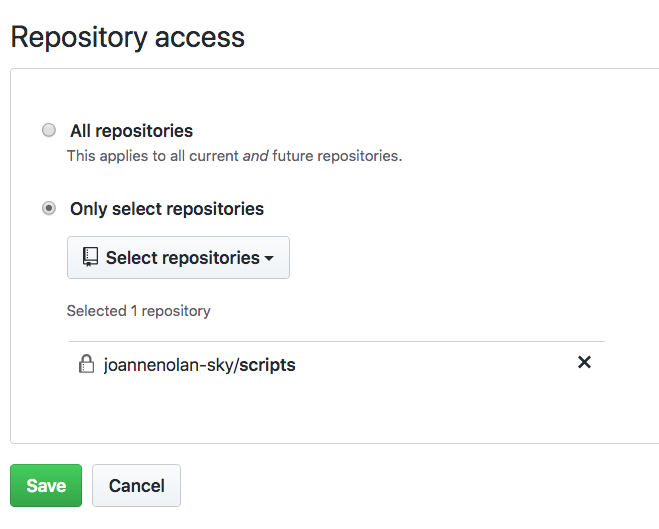 Repository access
All repositories
This applies to all current and future repositories.
Only select repositories
Select repositories
Selected 1 repository
joannenolan-sky/scripts
Save
Cancel